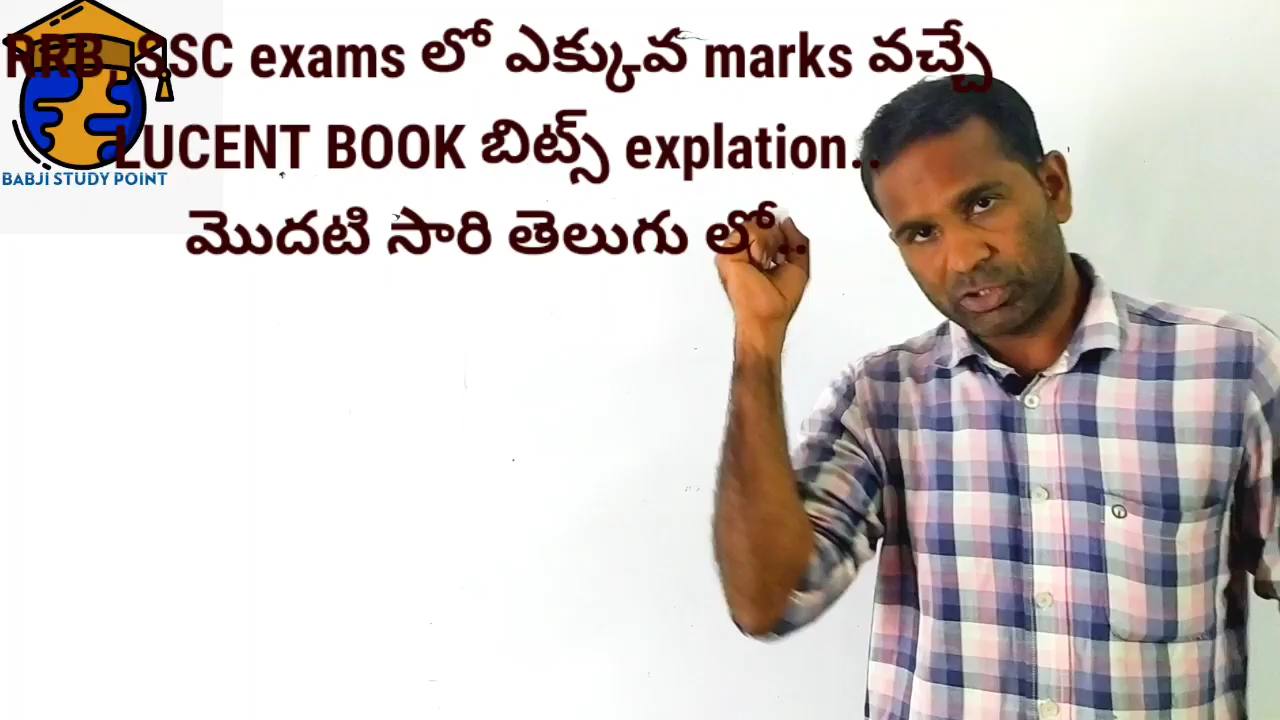 RRB, SSC exams లో ఎక్కువ marks వచ్చే
LUCENT BOOK బిట్స్ explation..
మొదటి సారి తెలుగు లో..
BABJI STUDY POINT